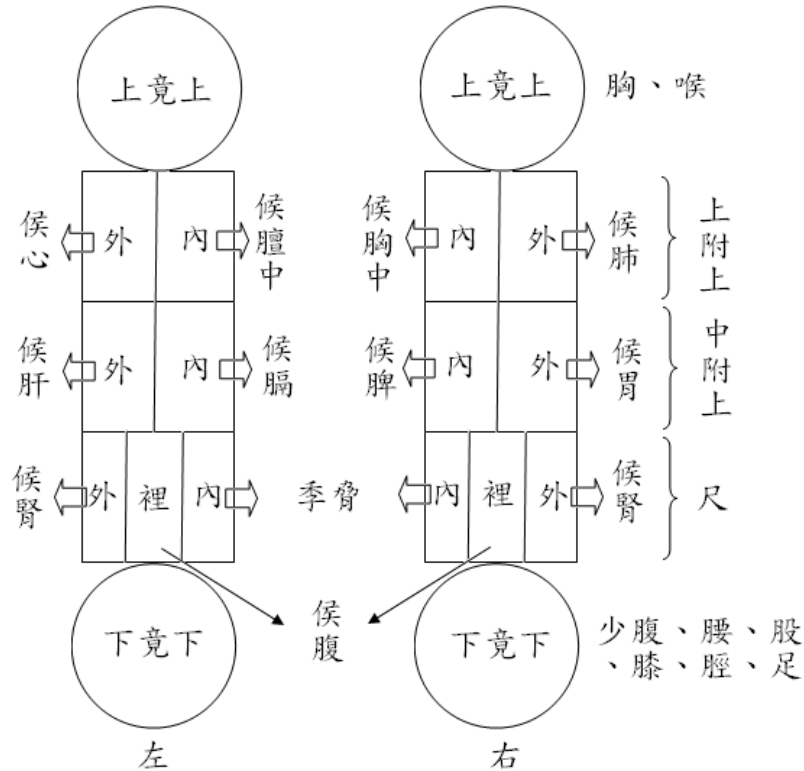 上竟上
上竟上
胸、喉
侯心
外
內
候膻中
候胸中
內
外
候肺
上附上
候肝
外
內
候膈
候脾
內
外
候胃
中附上
候腎
外
裡
內
季脅
內
裡
外
候腎
尺
下竟下
侯腹
下竟下
少腹、腰、股
、膝、脛、足
左
右